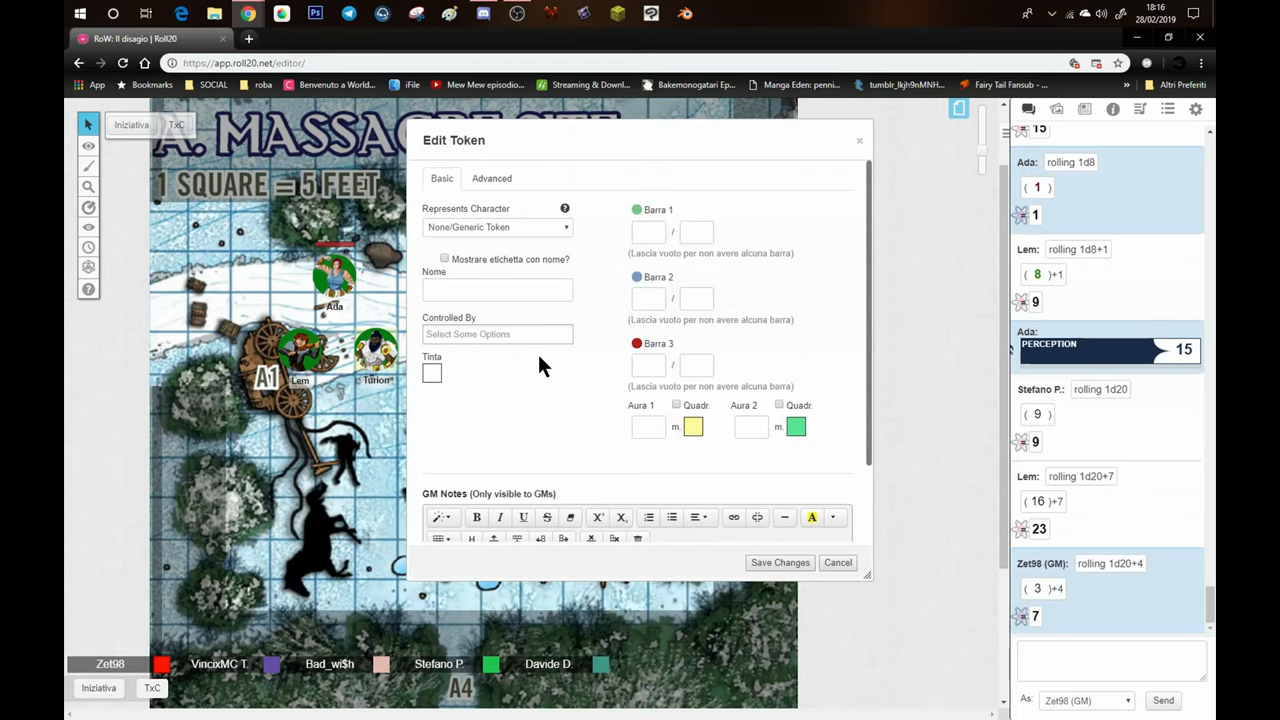 18:16
28/02/2019
RoW: Il disagio | Roll20
https://app.roll20.net/editor/
App
Bookmarks
SOCIAL
roba
Benvenuto a World...
iFile
Mew Mew episodio...
Streaming & Downl...
Bakemonogatari Ep...
Manga Eden: penni...
tumblr_lkjh9nMNH...
Fairy Tail Fansub - ...
»
Altri Preferiti
Iniziativa
TxC
A. MASSACRE SITE
1 SQUARE = 5 FEET
Ada
Lem
Turion
A1
A4
Edit Token
×
Basic
Advanced
Represents Character
None/Generic Token
Mostrare etichetta con nome?
Nome
Controlled By
Select Some Options
Tinta
Barra 1
/
(Lascia vuoto per non avere alcuna barra)
Barra 2
/
(Lascia vuoto per non avere alcuna barra)
Barra 3
/
(Lascia vuoto per non avere alcuna barra)
Aura 1
Quadr.
Aura 2
Quadr.
m.
m.
GM Notes (Only visible to GMs)
B I U S X² X₂ A
H
Save Changes
Cancel
15
Ada: rolling 1d8
( 1 )
1
Lem: rolling 1d8+1
( 8 )+1
9
Ada:
PERCEPTION 15
Stefano P.: rolling 1d20
( 9 )
9
Lem: rolling 1d20+7
( 16 )+7
23
Zet98 (GM): rolling 1d20+4
( 3 )+4
7
As: Zet98 (GM)
Send
Zet98
VincixMC T.
Bad_wi$h
Stefano P.
Davide D.
Iniziativa
TxC